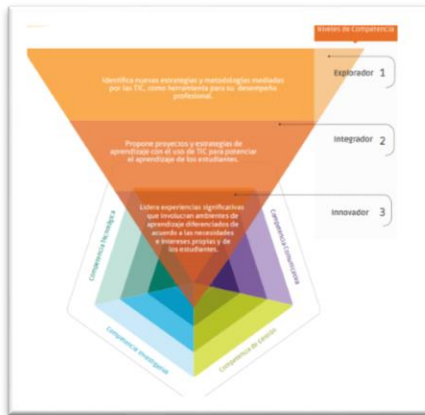 Niveles de Competencia
Explorador 1
Identifica nuevas estrategias y metodologías mediadas
por las TIC, como herramienta para su desempeño
profesional.
Integrador 2
Propone proyectos y estrategias de
aprendizaje con el uso de TIC para potenciar
el aprendizaje de los estudiantes.
Innovador 3
Lidera experiencias significativas
que involucran ambientes de
aprendizaje diferenciados de
acuerdo a las necesidades
e intereses propias y de
los estudiantes.
Competencia Tecnológica
Competencia Comunicativa
Competencia Investigativa
Competencia de Gestión